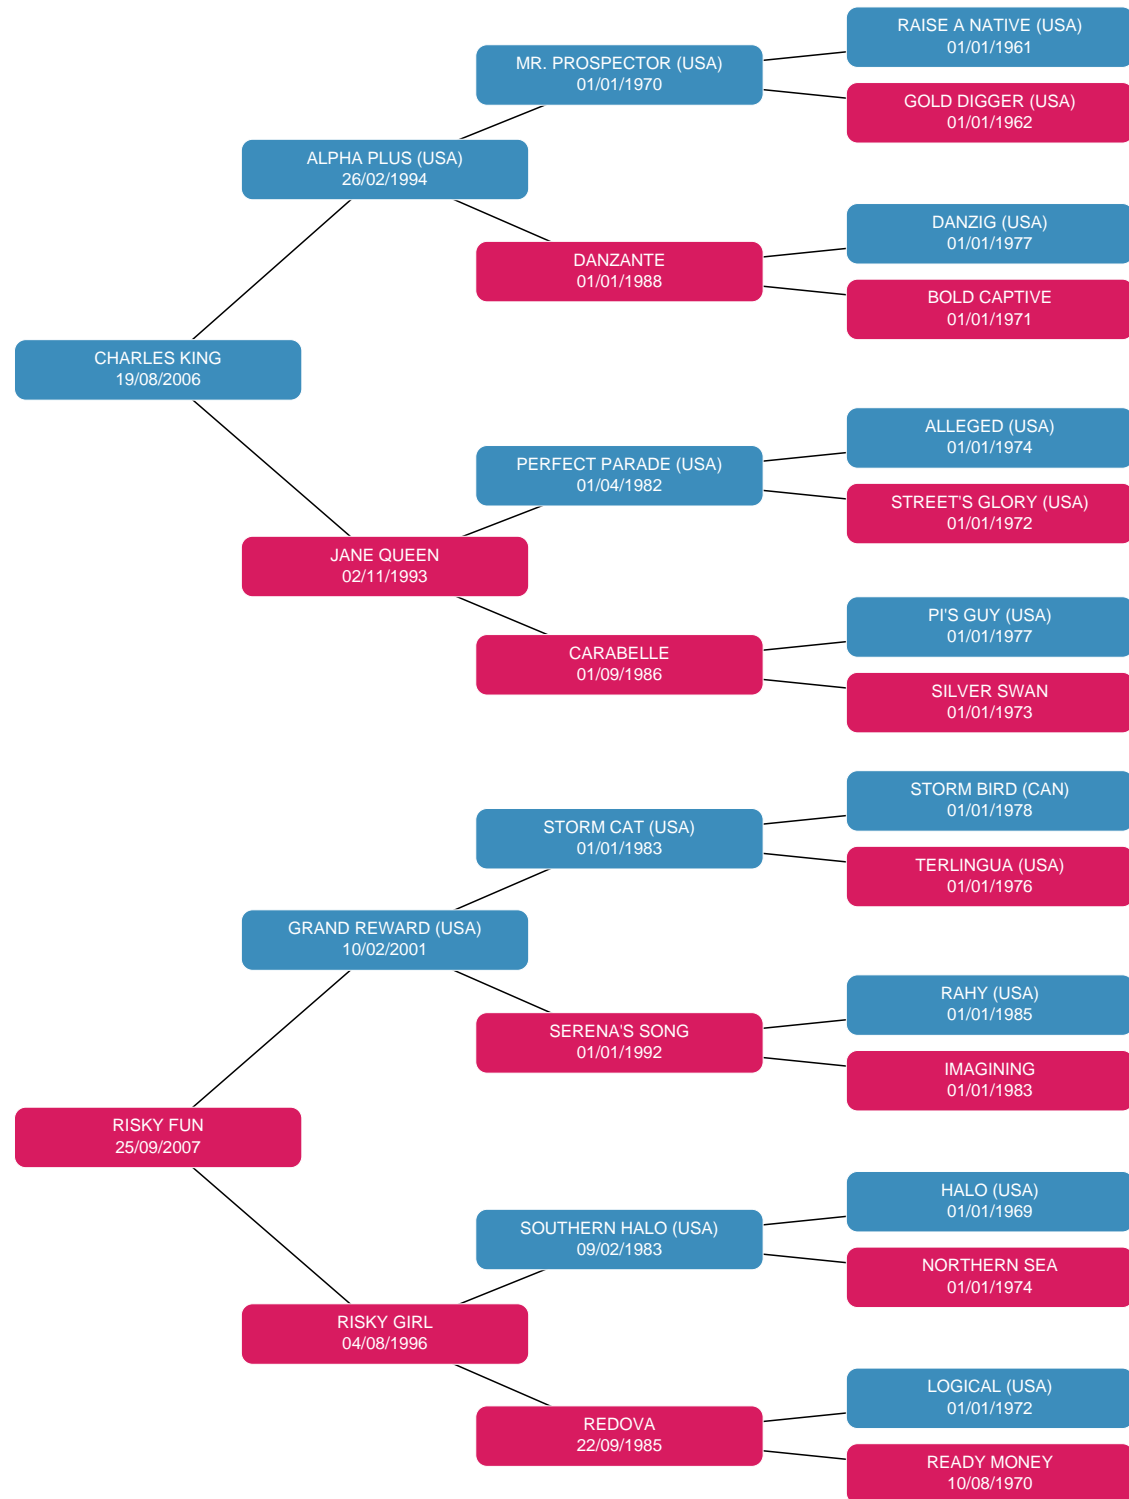 RAISE A NATIVE (USA)
01/01/1961
MR. PROSPECTOR (USA)
01/01/1970
GOLD DIGGER (USA)
01/01/1962
ALPHA PLUS (USA)
26/02/1994
DANZIG (USA)
01/01/1977
DANZANTE
01/01/1988
BOLD CAPTIVE
01/01/1971
CHARLES KING
19/08/2006
ALLEGED (USA)
01/01/1974
PERFECT PARADE (USA)
01/04/1982
STREET'S GLORY (USA)
01/01/1972
JANE QUEEN
02/11/1993
PI'S GUY (USA)
01/01/1977
CARABELLE
01/09/1986
SILVER SWAN
01/01/1973
STORM BIRD (CAN)
01/01/1978
STORM CAT (USA)
01/01/1983
TERLINGUA (USA)
01/01/1976
GRAND REWARD (USA)
10/02/2001
RAHY (USA)
01/01/1985
SERENA'S SONG
01/01/1992
IMAGINING
01/01/1983
RISKY FUN
25/09/2007
HALO (USA)
01/01/1969
SOUTHERN HALO (USA)
09/02/1983
NORTHERN SEA
01/01/1974
RISKY GIRL
04/08/1996
LOGICAL (USA)
01/01/1972
REDOVA
22/09/1985
READY MONEY
10/08/1970